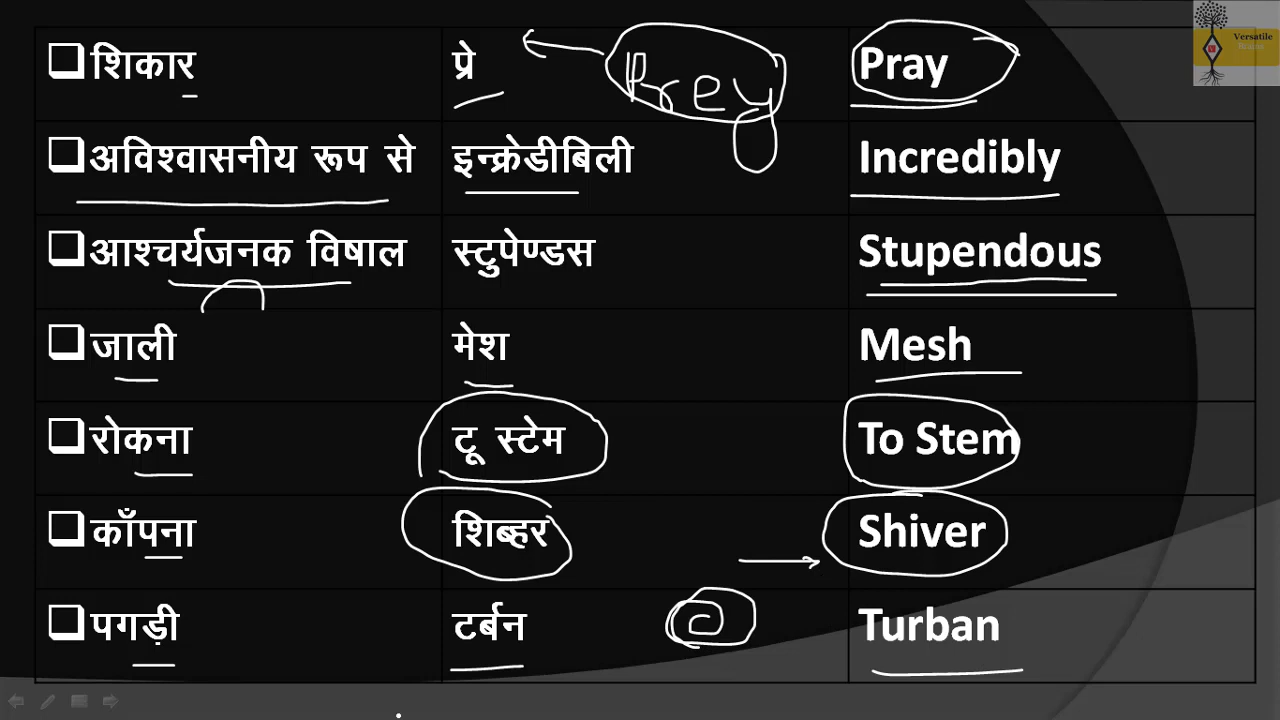 Versatile
शिकार प्रे Prey Pray
अविश्वासनीय रूप से इन्क्रेडीबिली Incredibly
आश्चर्यजनक विषाल स्टुपेण्डस Stupendous
जाली मेश Mesh
रोकना टू स्टेम To Stem
काँपना शिब्हर Shiver
पगड़ी टर्बन Turban